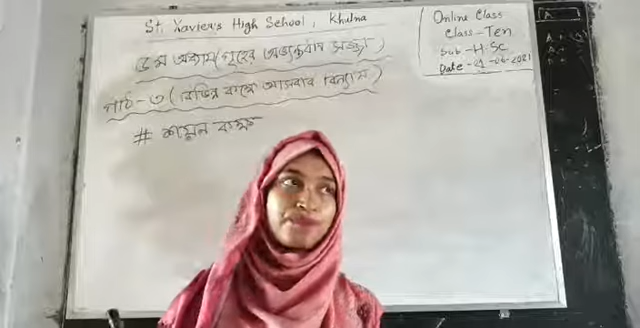 St. Xavier's High School, Khulna
৫ম অধ্যায় (গৃহের অভ্যন্তরীণ সজ্জা)
পাঠ-৩ (বিভিন্ন কক্ষে আসবাব বিন্যাস)
# শয়ন কক্ষ
Online Class
Class-Ten
Sub-H.SC
Date-01-06-2021